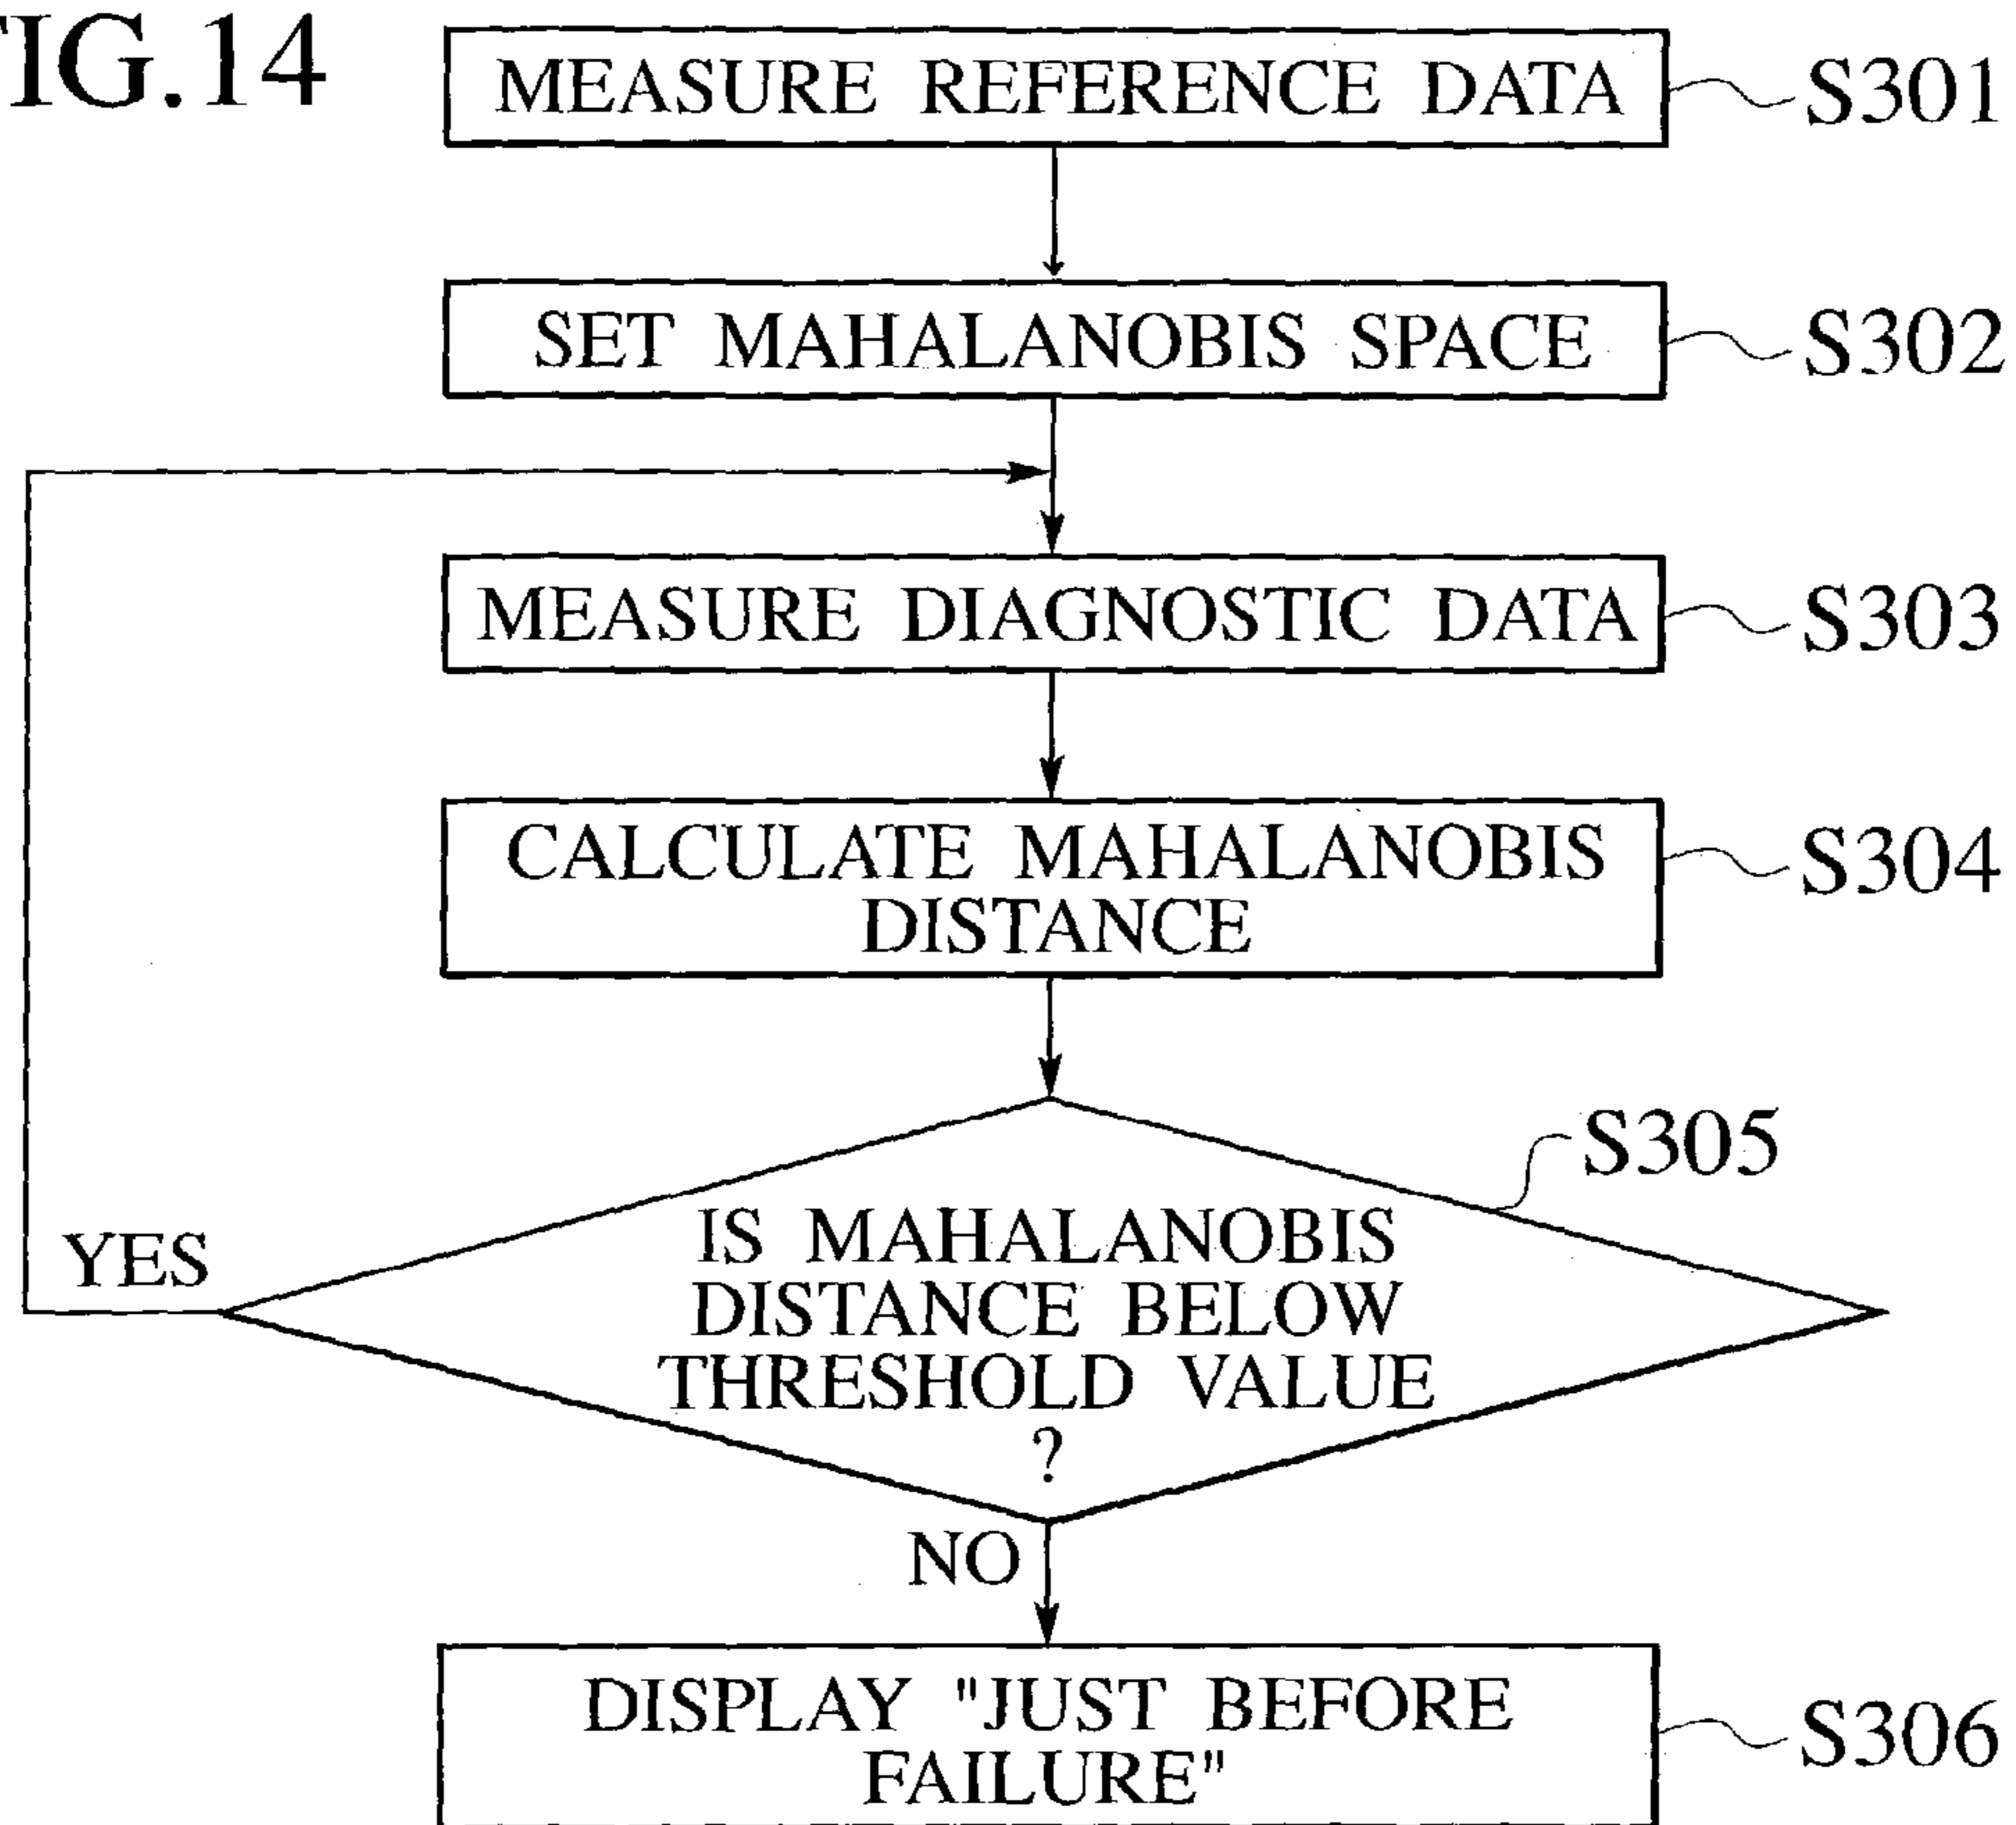 FIG.14
MEASURE REFERENCE DATA
S301
SET MAHALANOBIS SPACE
S302
MEASURE DIAGNOSTIC DATA
S303
CALCULATE MAHALANOBIS
DISTANCE
S304
S305
IS MAHALANOBIS
DISTANCE BELOW
THRESHOLD VALUE
?
YES
NO
DISPLAY "JUST BEFORE
FAILURE"
S306